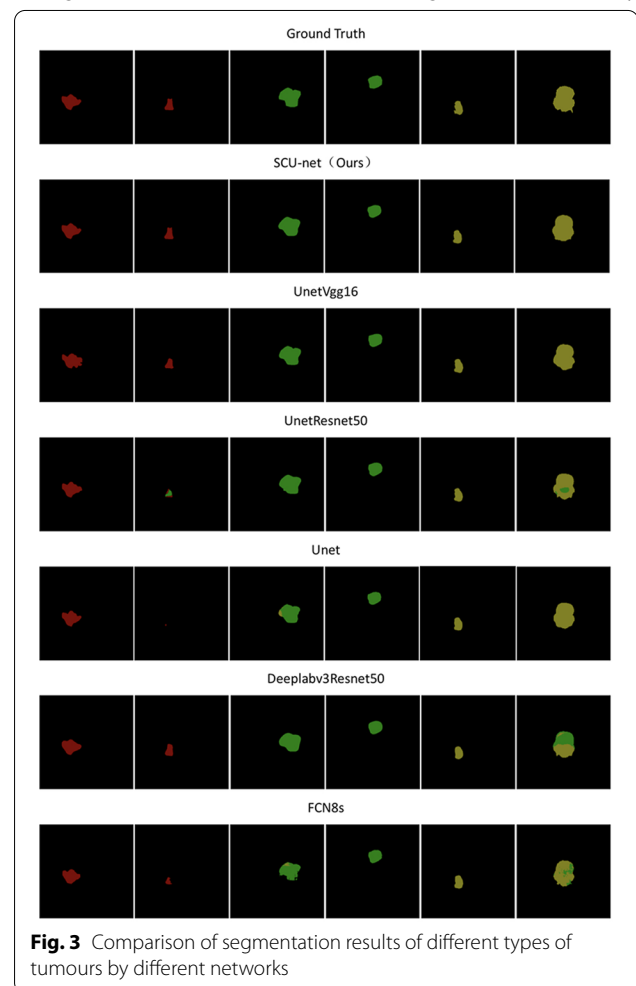 Ground Truth
SCU-net（Ours）
UnetVgg16
UnetResnet50
Unet
Deeplabv3Resnet50
FCN8s
Fig. 3 Comparison of segmentation results of different types of
tumours by different networks